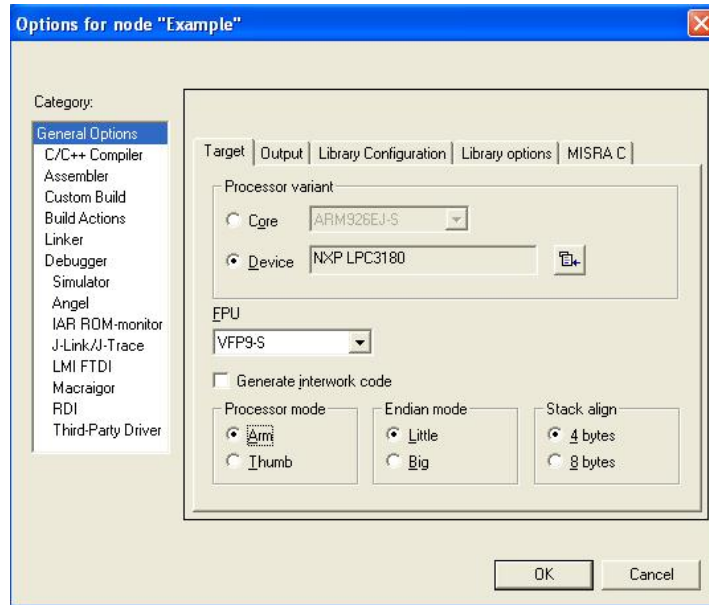 Options for node "Example"
Category:
General Options
C/C++ Compiler
Assembler
Custom Build
Build Actions
Linker
Debugger
Simulator
Angel
IAR ROM-monitor
J-Link/J-Trace
LMI FTDI
Macraigor
RDI
Third-Party Driver
Target Output Library Configuration Library options MISRA C
Processor variant
Core ARM926EJ-S
Device NXP LPC3180
FPU
VFP9-S
Generate interwork code
Processor mode Endian mode Stack align
Arm Little 4 bytes
Thumb Big 8 bytes
OK Cancel